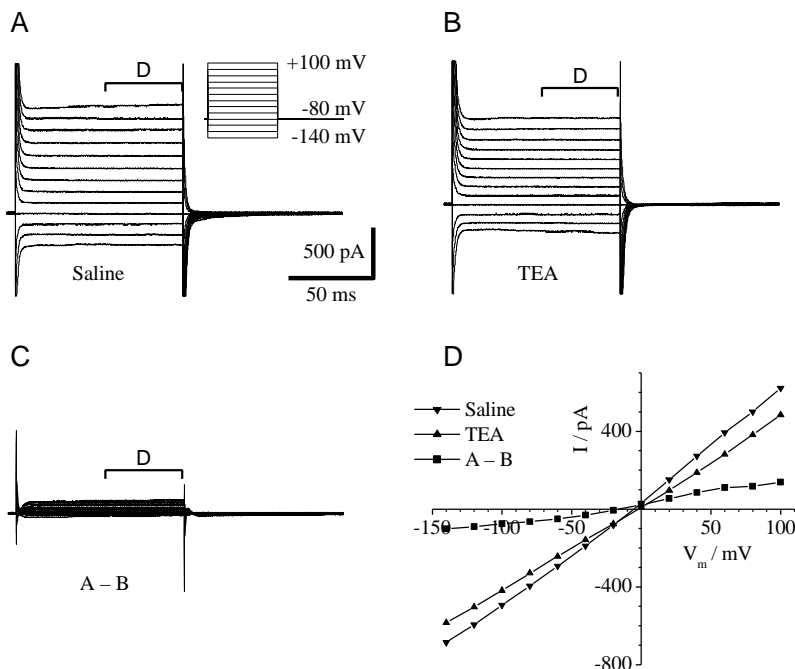 A
D
+100 mV
-80 mV
-140 mV
Saline
500 pA
50 ms
B
D
TEA
C
D
A – B
D
Saline
TEA
A – B
I / pA
400
-150
-100
-50
0
50
100
V_m / mV
-400
-800